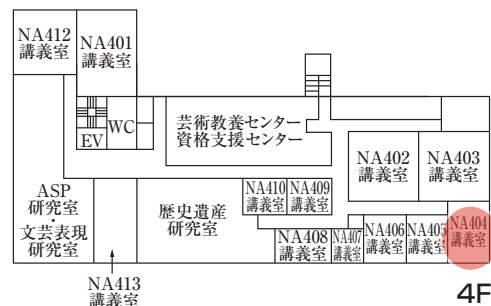 NA412
講義室
NA401
講義室
EV
WC
芸術教養センター
資格支援センター
NA402
講義室
NA403
講義室
ASP
研究室
・
文芸表現
研究室
歴史遺産
研究室
NA410
講義室
NA409
講義室
NA408
講義室
NA407
講義室
NA406
講義室
NA405
講義室
NA404
講義室
NA413
講義室
4F